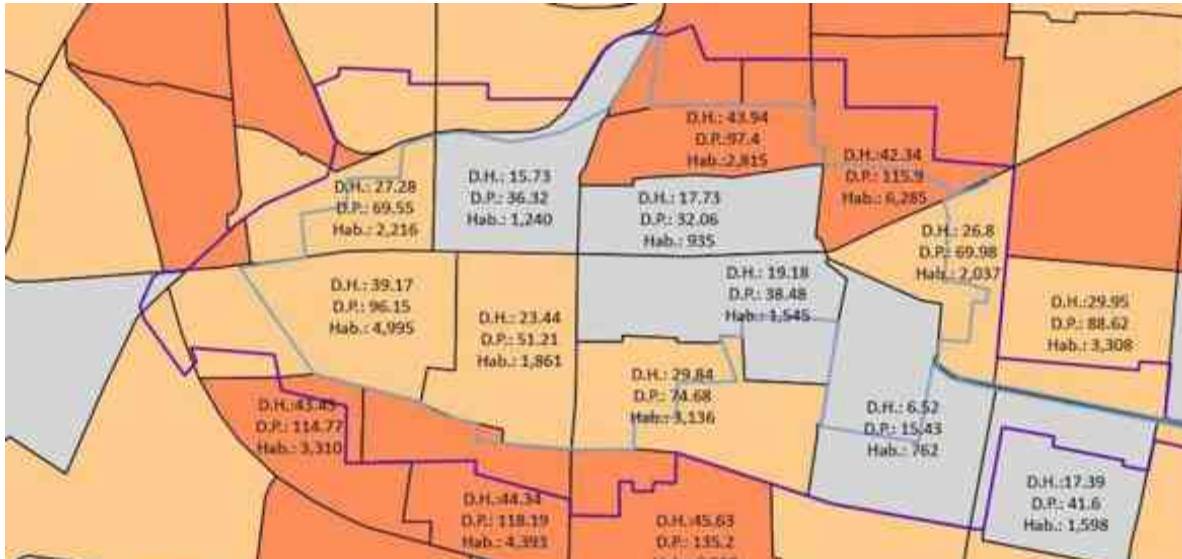 D.H.: 43.94
D.P.:97.4
Hab.:2,815
D.H.:42.34
D.P.: 115.9
Hab.: 6,285
D.H.: 27.28
D.P.: 69.55
Hab.: 2,216
D.H.: 15.73
D.P.: 36.32
Hab.: 1,240
D.H.: 17.73
D.P.: 32.06
Hab.: 935
D.H.: 26.8
D.P.: 69.98
Hab.: 2,037
D.H.: 39.17
D.P.: 96.15
Hab.: 4,995
D.H.: 23.44
D.P.: 51.21
Hab.: 1,861
D.H.: 19.18
D.P.: 38.48
Hab.: 1,545
D.H.:29.95
D.P.: 88.62
Hab.: 3,308
D.H.: 29.84
D.P.: 74.68
Hab.: 3,136
D.H.:43.45
D.P.: 114.77
Hab.: 3,310
D.H.: 6.52
D.P.: 15.43
Hab.: 762
D.H.:44.34
D.P.: 118.19
Hab.: 4,393
D.H.:45.63
D.P.: 135.2
D.H.:17.39
D.P.: 41.6
Hab.: 1,598